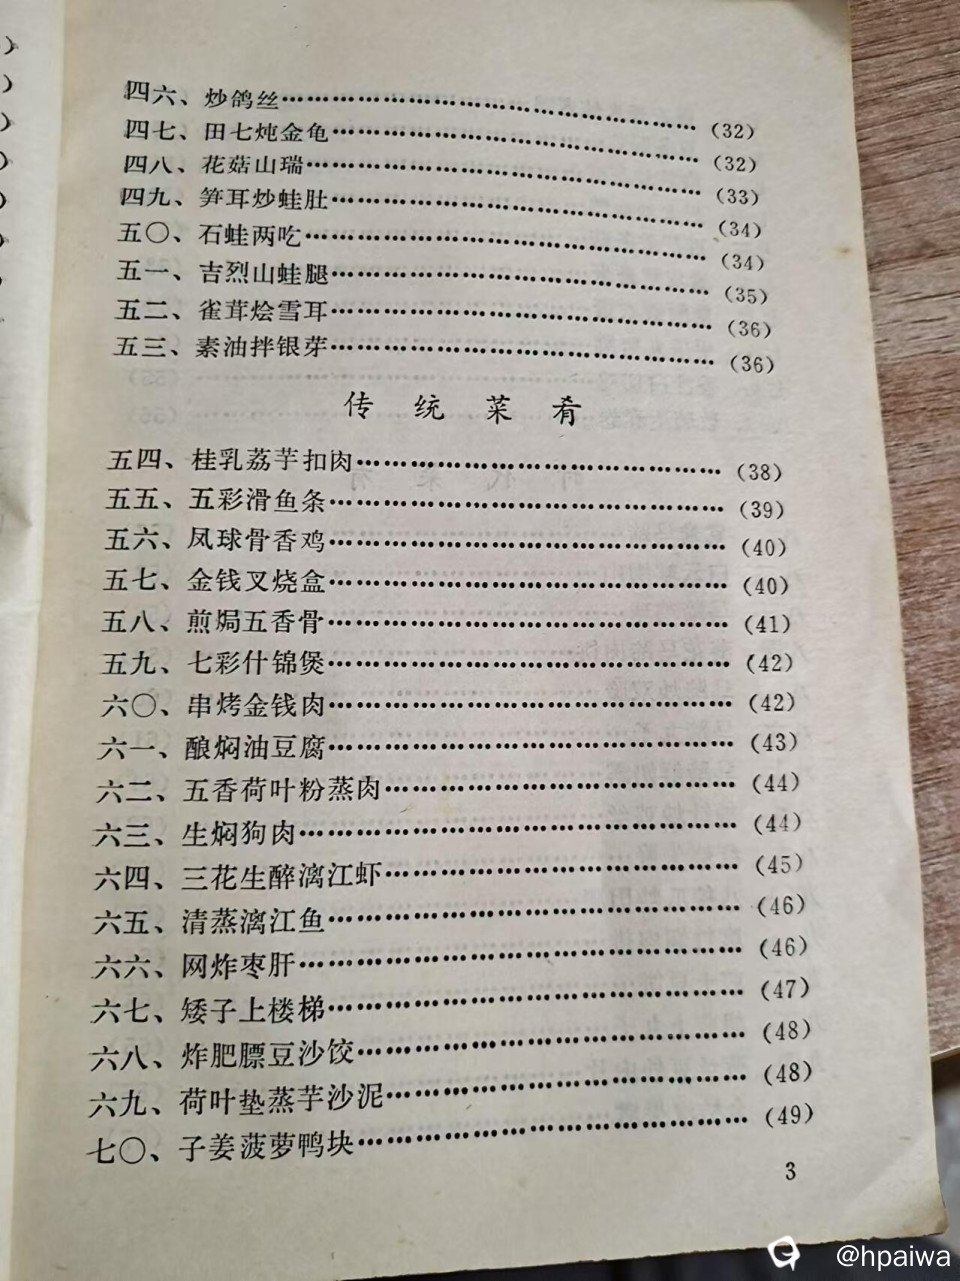 四六、炒鸽丝………………………………………(32)
四七、田七炖金龟…………………………………(32)
四八、花菇山瑞……………………………………(33)
四九、笋耳炒蛙肚…………………………………(34)
五〇、石蛙两吃……………………………………(34)
五一、吉烈山蛙腿…………………………………(35)
五二、雀茸烩雪耳…………………………………(36)
五三、素油拌银芽…………………………………(36)
传统菜肴
五四、桂乳荔芋扣肉………………………………(38)
五五、五彩滑鱼条…………………………………(39)
五六、凤球骨香鸡…………………………………(40)
五七、金钱叉烧盒…………………………………(40)
五八、煎焗五香骨…………………………………(41)
五九、七彩什锦煲…………………………………(42)
六〇、串烤金钱肉…………………………………(42)
六一、酿焖油豆腐…………………………………(43)
六二、五香荷叶粉蒸肉……………………………(44)
六三、生焖狗肉……………………………………(44)
六四、三花生醉漓江虾……………………………(45)
六五、清蒸漓江鱼…………………………………(46)
六六、网炸枣肝……………………………………(46)
六七、矮子上楼梯…………………………………(47)
六八、炸肥膘豆沙饺………………………………(48)
六九、荷叶垫蒸芋沙泥……………………………(48)
七〇、子姜菠萝鸭块………………………………(49)
3
@hpaiwa